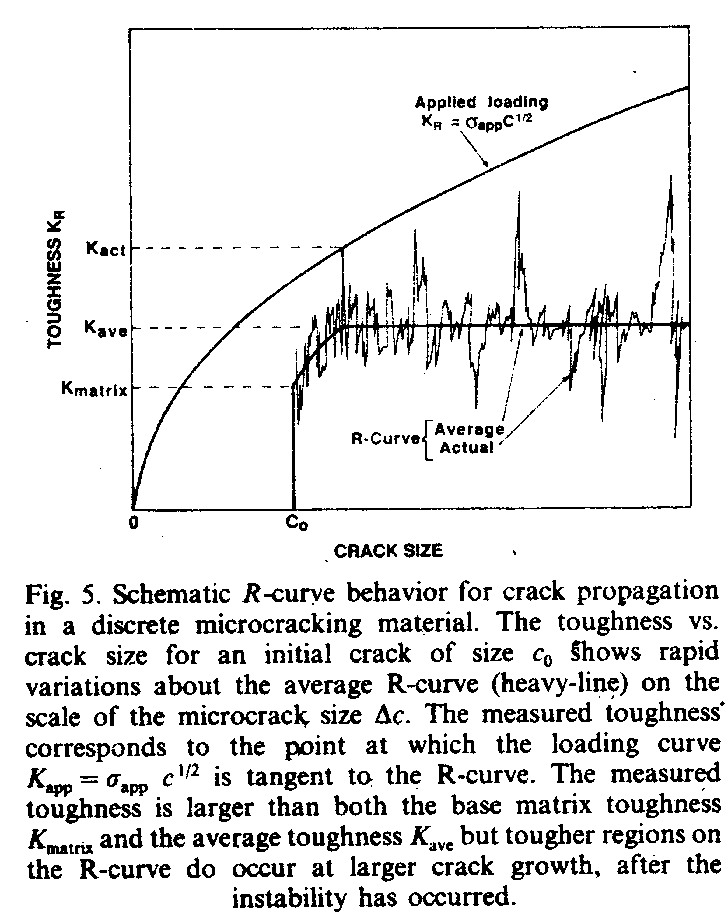 Applied loading
K_R = σ_app C^1/2
TOUGHNESS K_R
Kact
Kave
Kmatrix
R-Curve
Average
Actual
0
C₀
CRACK SIZE
Fig. 5. Schematic R-curve behavior for crack propagation
in a discrete microcracking material. The toughness vs.
crack size for an initial crack of size c₀ shows rapid
variations about the average R-curve (heavy-line) on the
scale of the microcrack size Δc. The measured toughness
corresponds to the point at which the loading curve
K_app = σ_app c^1/2 is tangent to the R-curve. The measured
toughness is larger than both the base matrix toughness
K_matrix and the average toughness K_ave but tougher regions on
the R-curve do occur at larger crack growth, after the
instability has occurred.